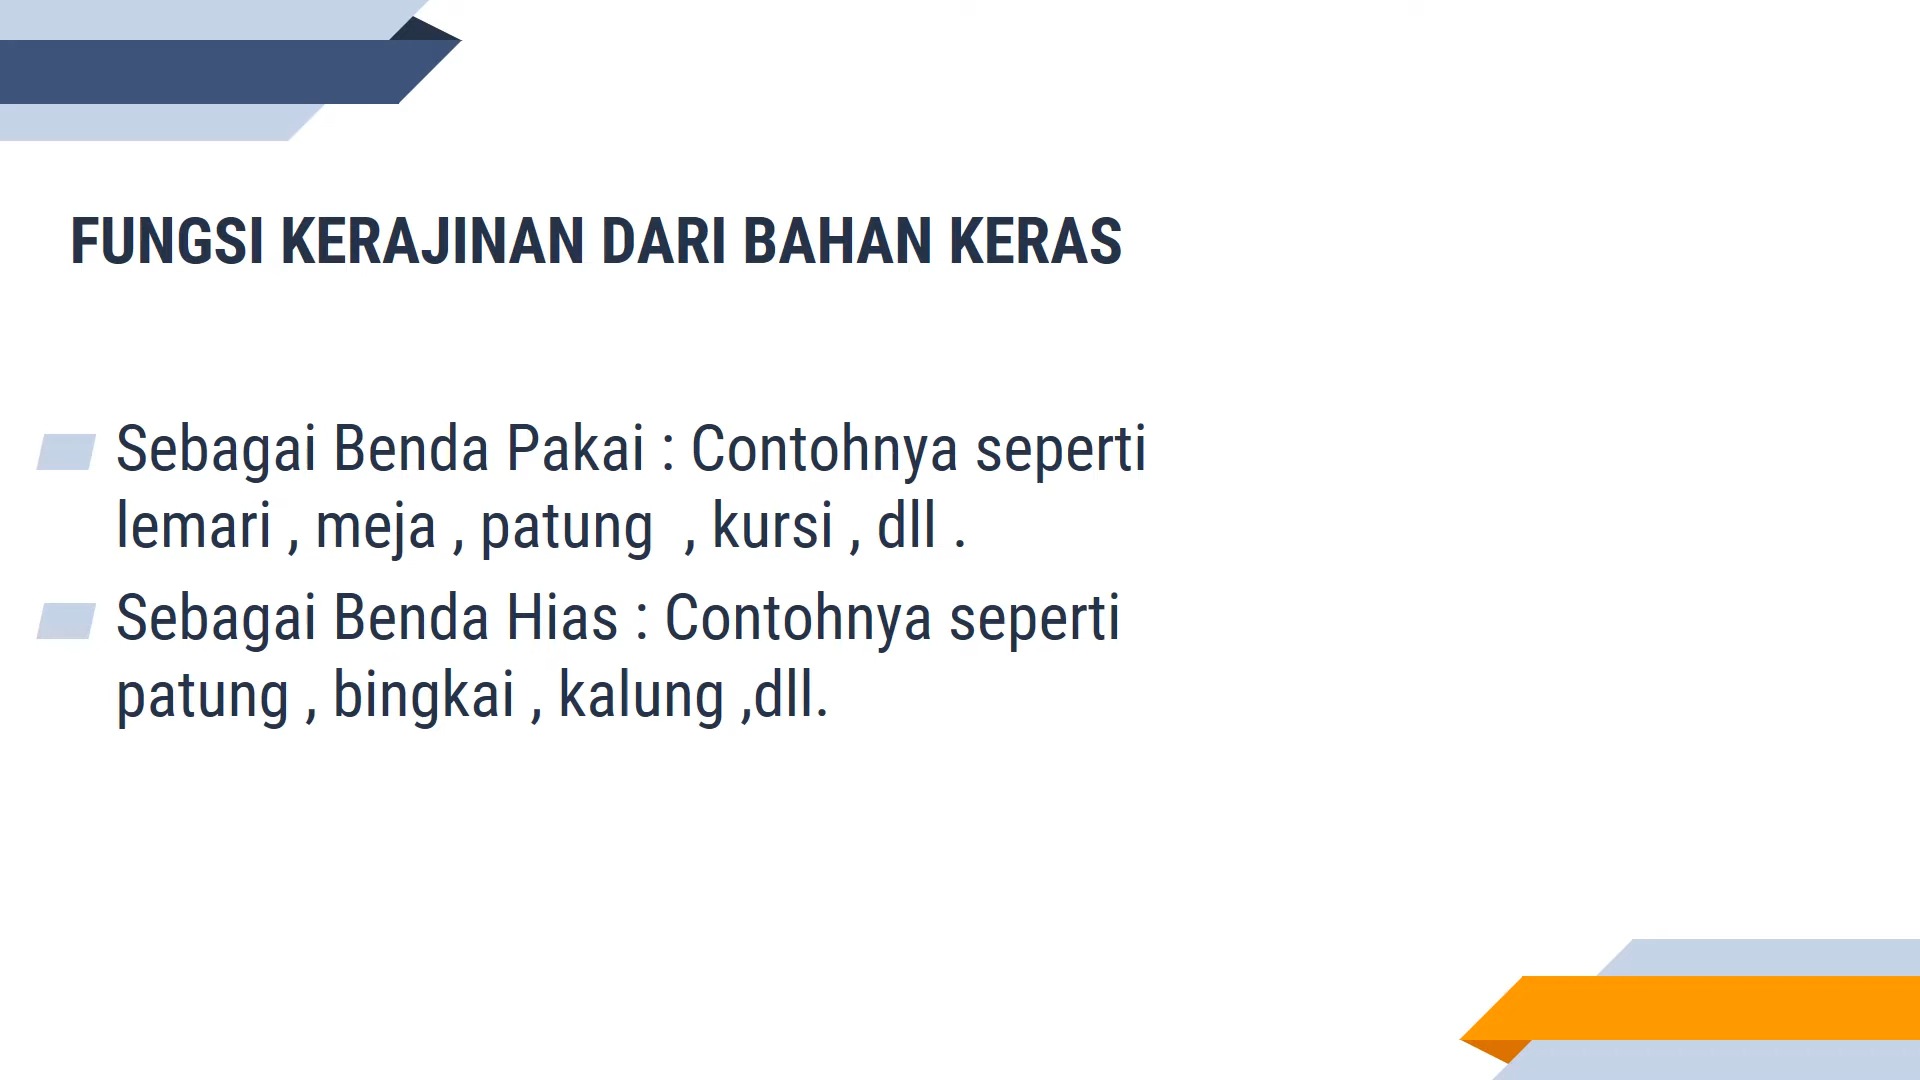 FUNGSI KERAJINAN DARI BAHAN KERAS
Sebagai Benda Pakai : Contohnya seperti
lemari , meja , patung  , kursi , dll .
Sebagai Benda Hias : Contohnya seperti
patung , bingkai , kalung ,dll.